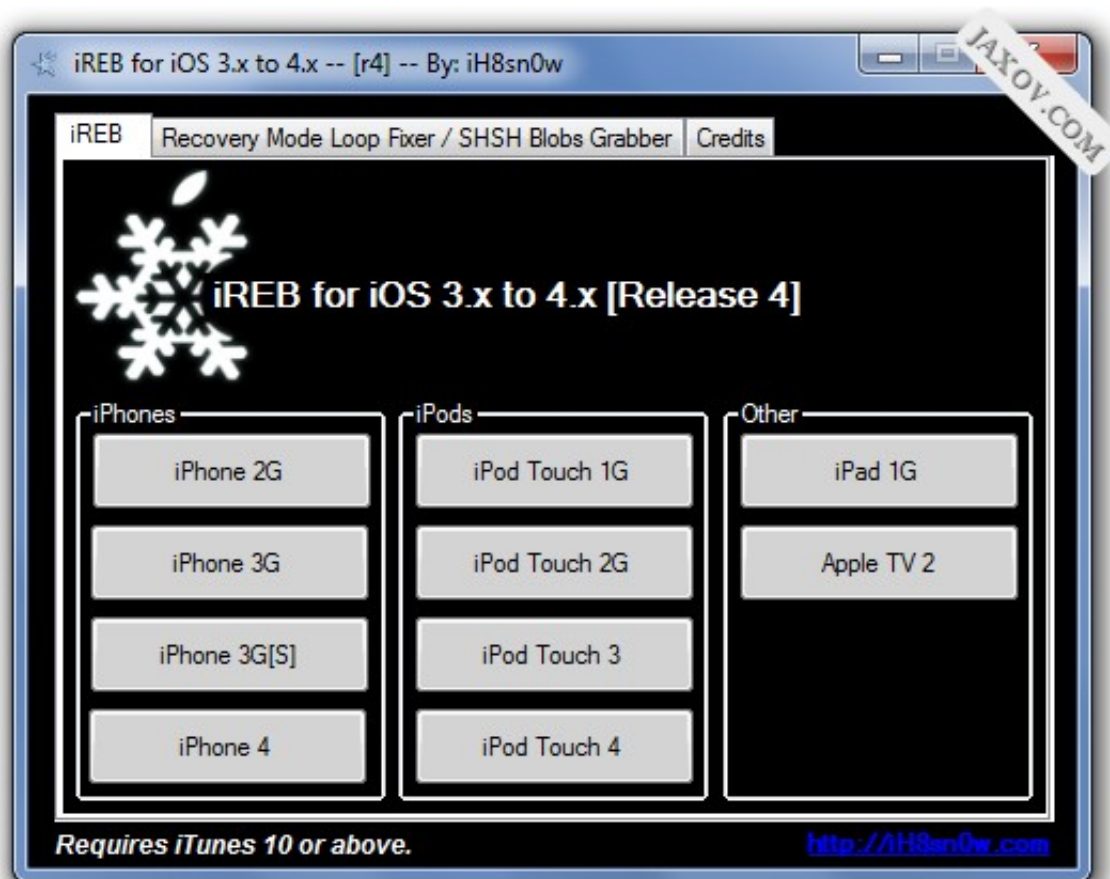 iREB for iOS 3.x to 4.x -- [r4] -- By: iH8sn0w
JAXOV.COM
iREB
Recovery Mode Loop Fixer / SHSH Blobs Grabber
Credits
iREB for iOS 3.x to 4.x [Release 4]
iPhones
iPhone 2G
iPhone 3G
iPhone 3G[S]
iPhone 4
iPods
iPod Touch 1G
iPod Touch 2G
iPod Touch 3
iPod Touch 4
Other
iPad 1G
Apple TV 2
Requires iTunes 10 or above.
http://iH8sn0w.com